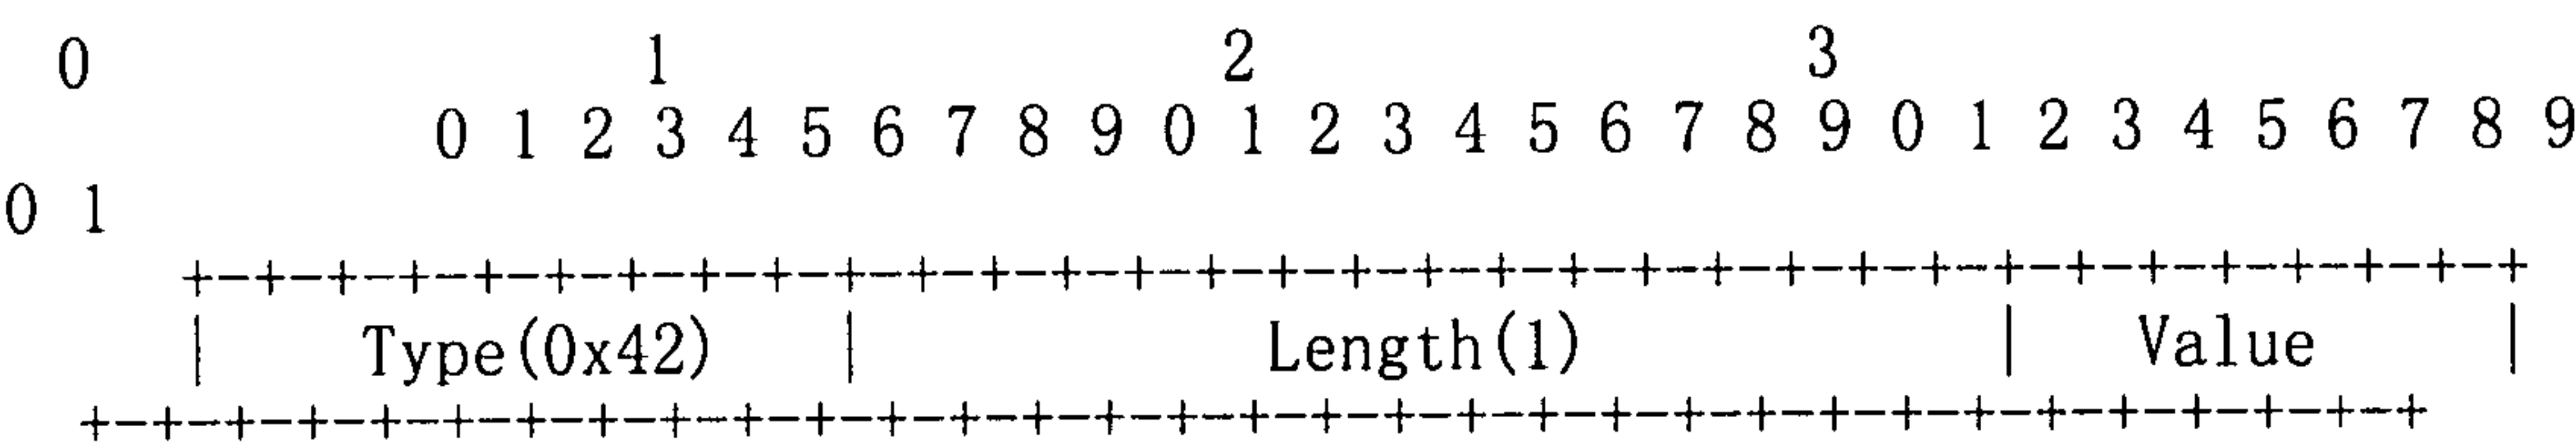 0 1 2 3
0 1 2 3 4 5 6 7 8 9 0 1 2 3 4 5 6 7 8 9 0 1 2 3 4 5 6 7 8 9
0 1
+-+-+-+-+-+-+-+-+-+-+-+-+-+-+-+-+-+-+-+-+-+-+-+-+-+-+-+-+-+-+-+-+
| Type(0x42) | Length(1) | Value |
+-+-+-+-+-+-+-+-+-+-+-+-+-+-+-+-+-+-+-+-+-+-+-+-+-+-+-+-+-+-+-+-+